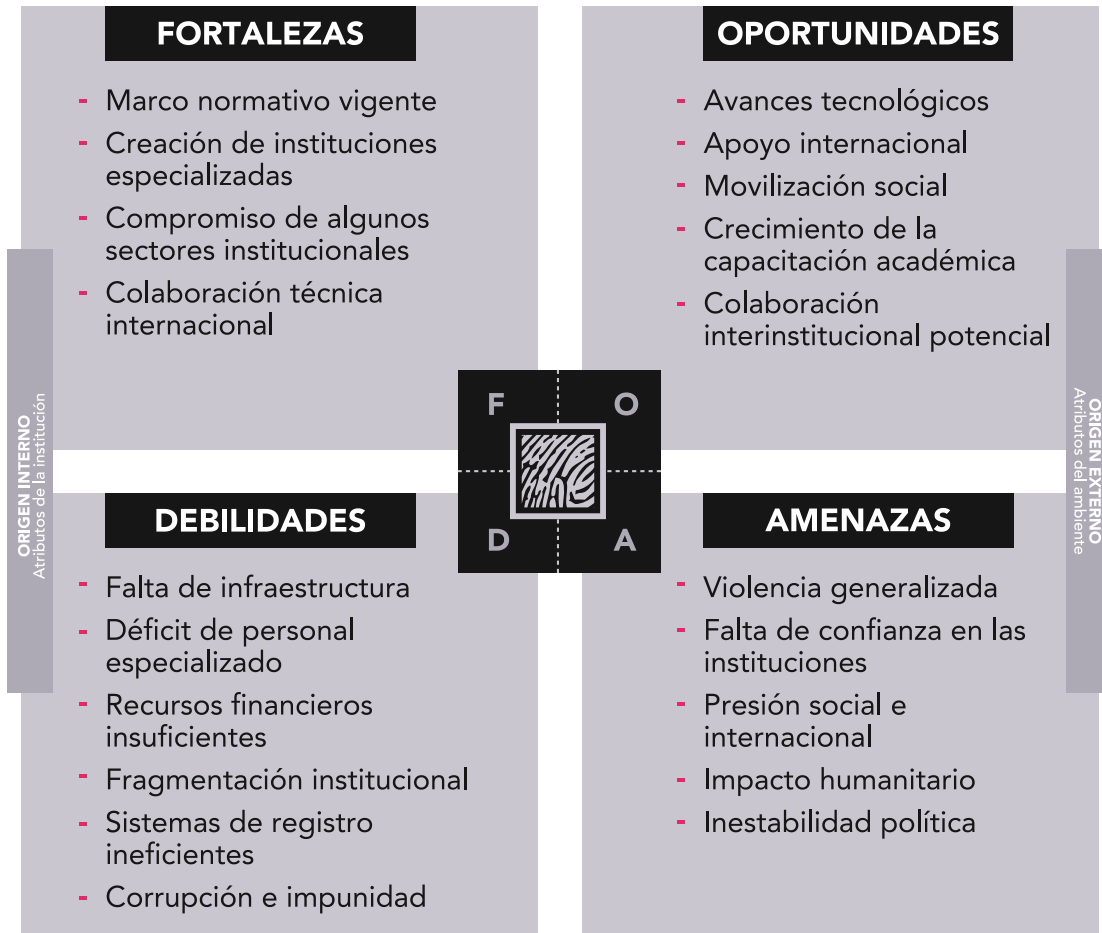 FORTALEZAS
- Marco normativo vigente
- Creación de instituciones
especializadas
- Compromiso de algunos
sectores institucionales
- Colaboración técnica
internacional
OPORTUNIDADES
- Avances tecnológicos
- Apoyo internacional
- Movilización social
- Crecimiento de la
capacitación académica
- Colaboración
interinstitucional potencial
ORIGEN INTERNO
Atributos de la institución
F
O
D
A
ORIGEN EXTERNO
Atributos del ambiente
DEBILIDADES
- Falta de infraestructura
- Déficit de personal
especializado
- Recursos financieros
insuficientes
- Fragmentación institucional
- Sistemas de registro
ineficientes
- Corrupción e impunidad
AMENAZAS
- Violencia generalizada
- Falta de confianza en las
instituciones
- Presión social e
internacional
- Impacto humanitario
- Inestabilidad política